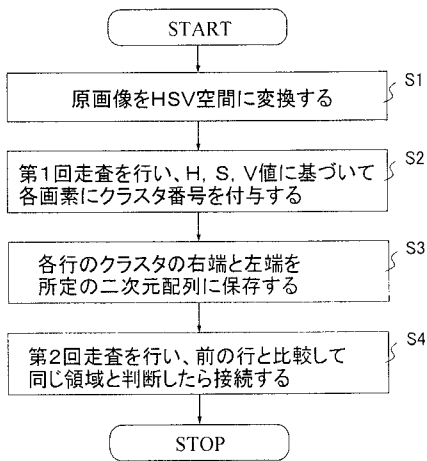 START
S1
原画像をHSV空間に変換する
S2
第1回走査を行い、H, S, V値に基づいて
各画素にクラスタ番号を付与する
S3
各行のクラスタの右端と左端を
所定の二次元配列に保存する
S4
第2回走査を行い、前の行と比較して
同じ領域と判断したら接続する
STOP